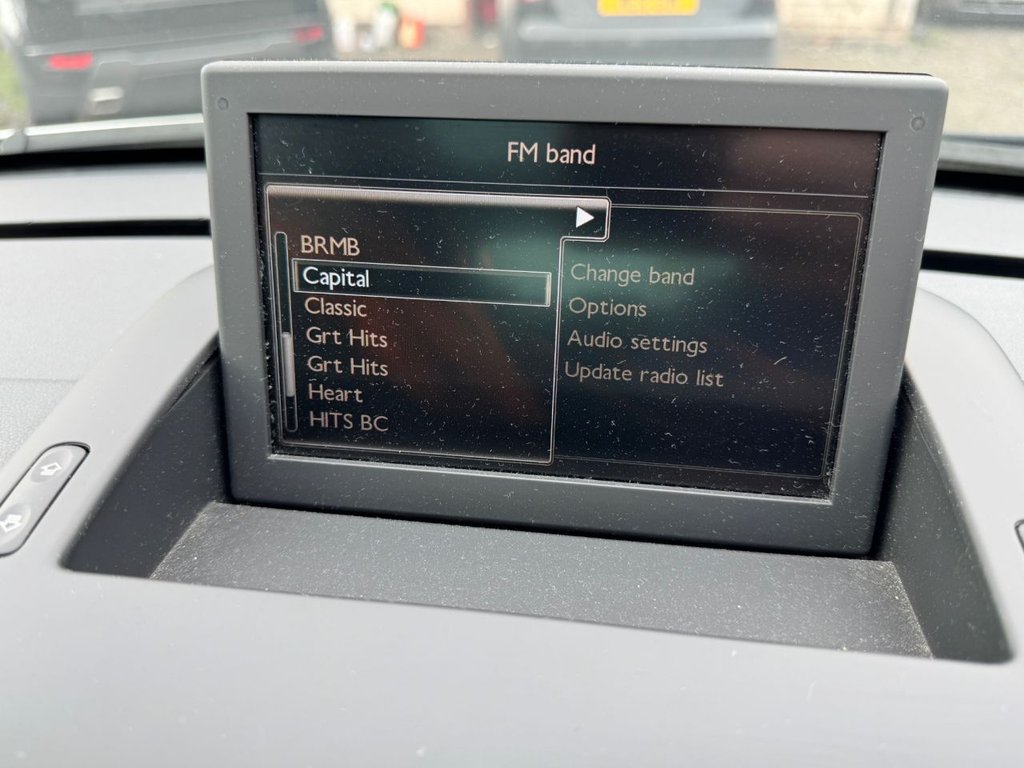 FM band
BRMB
Capital
Classic
Grt Hits
Grt Hits
Heart
HITS BC
Change band
Options
Audio settings
Update radio list